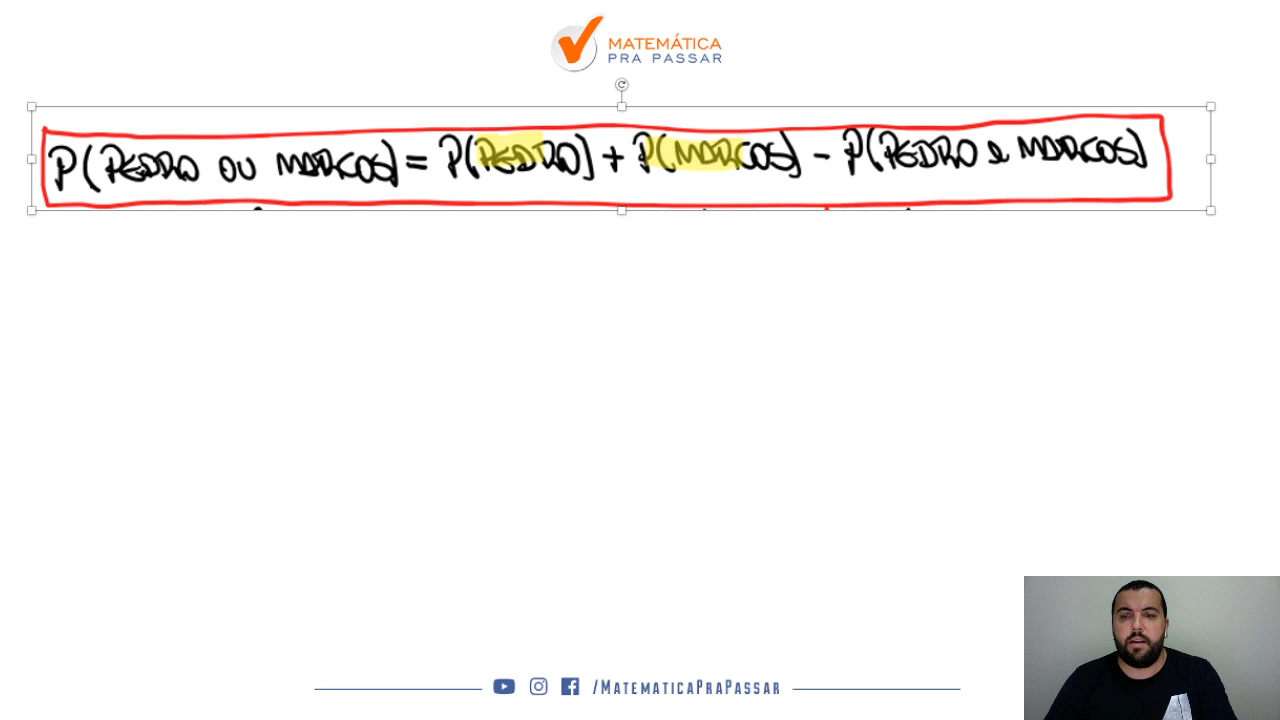 MATEMÁTICA
PRA PASSAR
P(PEDRO OU MARCOS) = P(PEDRO) + P(MARCOS) - P(PEDRO e MARCOS)
/MATEMATICAPRAPASSAR